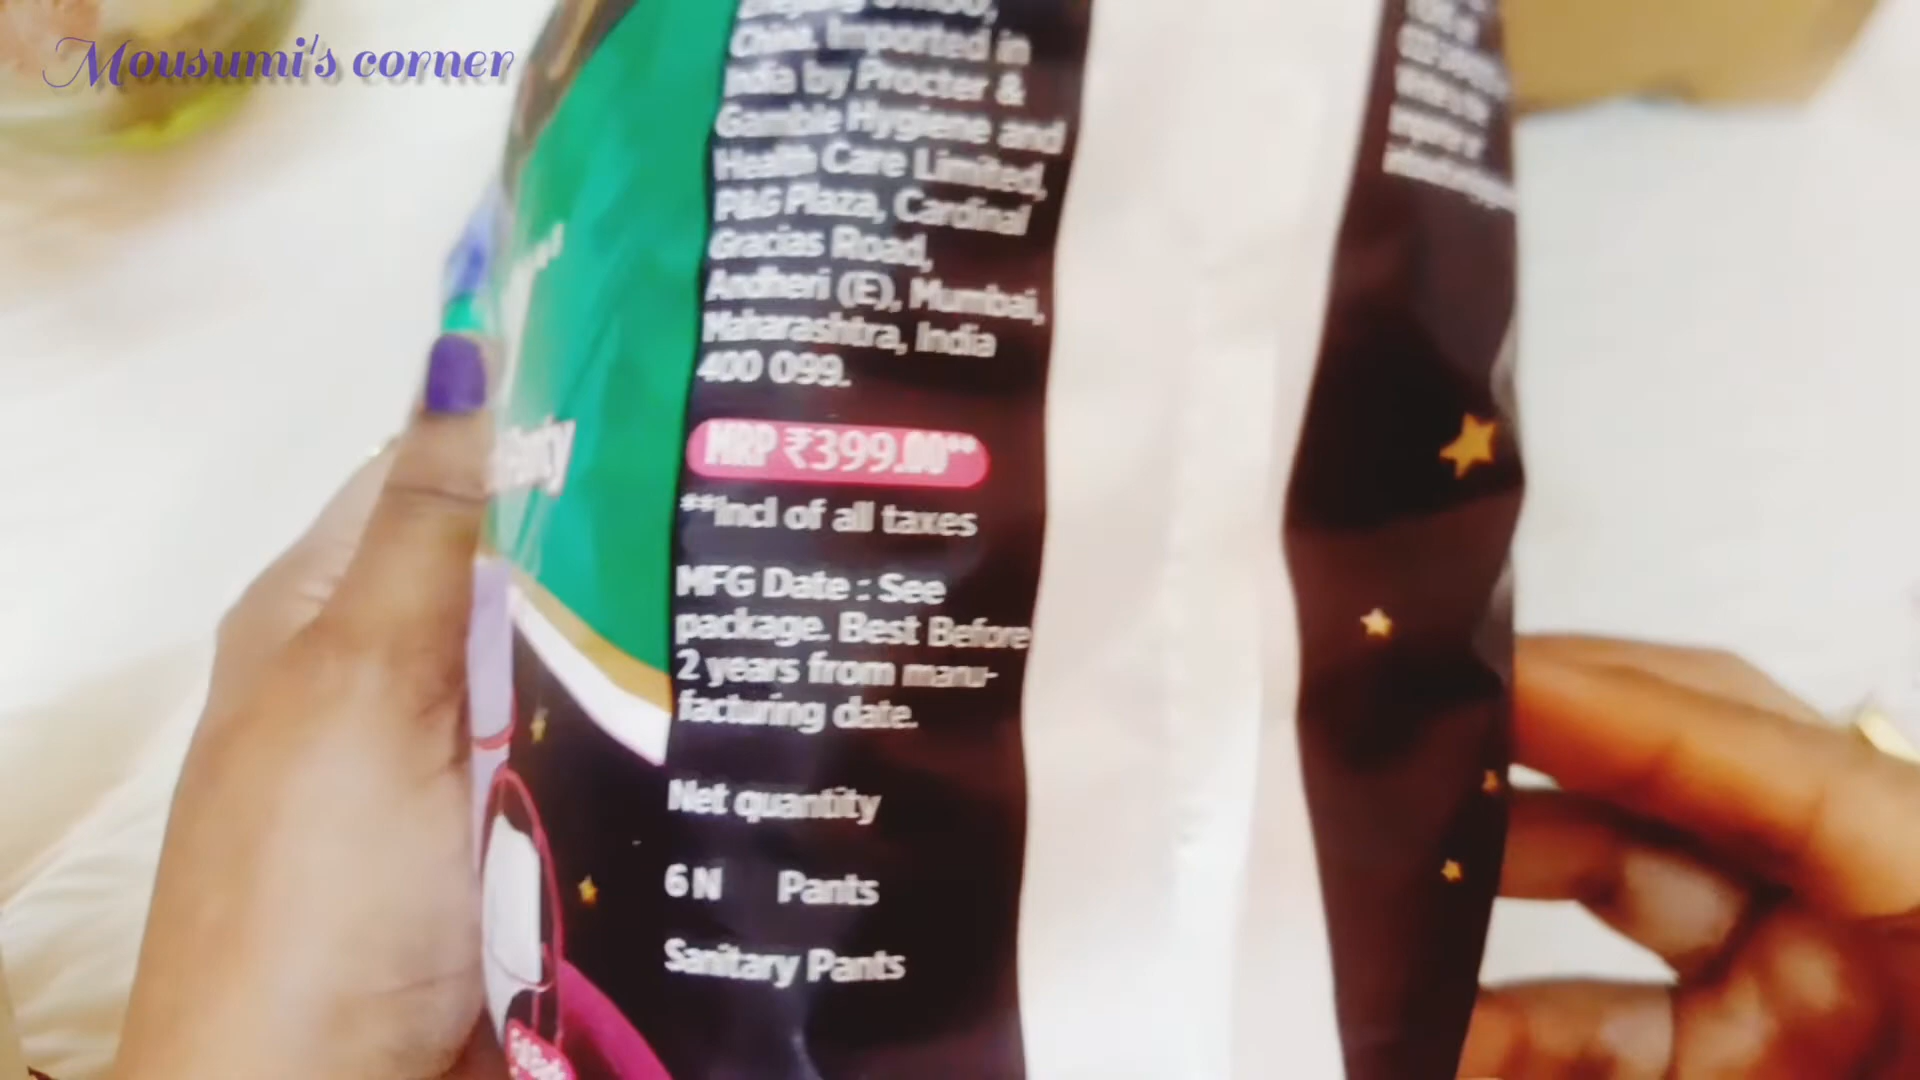 Mousumi's corner
China. Imported in
India by Procter &
Gamble Hygiene and
Health Care Limited,
P&G Plaza, Cardinal
Gracias Road,
Andheri (E), Mumbai,
Maharashtra, India
400 099.
MRP ₹399.00**
**Incl of all taxes
MFG Date : See
package. Best Before
2 years from manu-
facturing date.
Net quantity
6 N Pants
Sanitary Pants